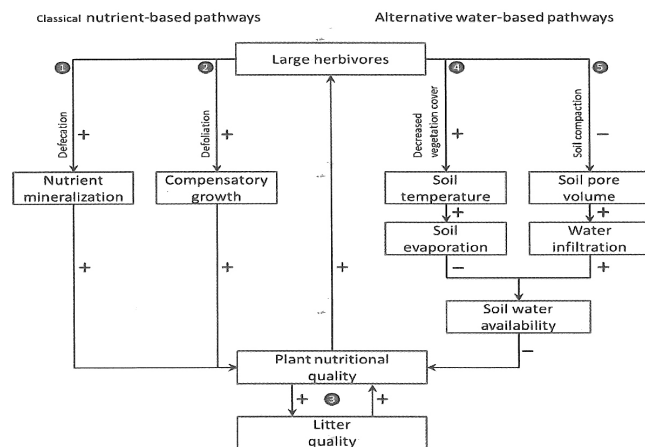 Classical nutrient-based pathways
Alternative water-based pathways
Large herbivores
1
2
4
5
Defecation
+
Defoliation
+
Decreased
vegetation cover
+
Soil compaction
−
Nutrient
mineralization
Compensatory
growth
Soil
temperature
Soil pore
volume
+
+
Soil
evaporation
Water
infiltration
+
+
+
−
+
Soil water
availability
−
Plant nutritional
quality
+
3
+
Litter
quality